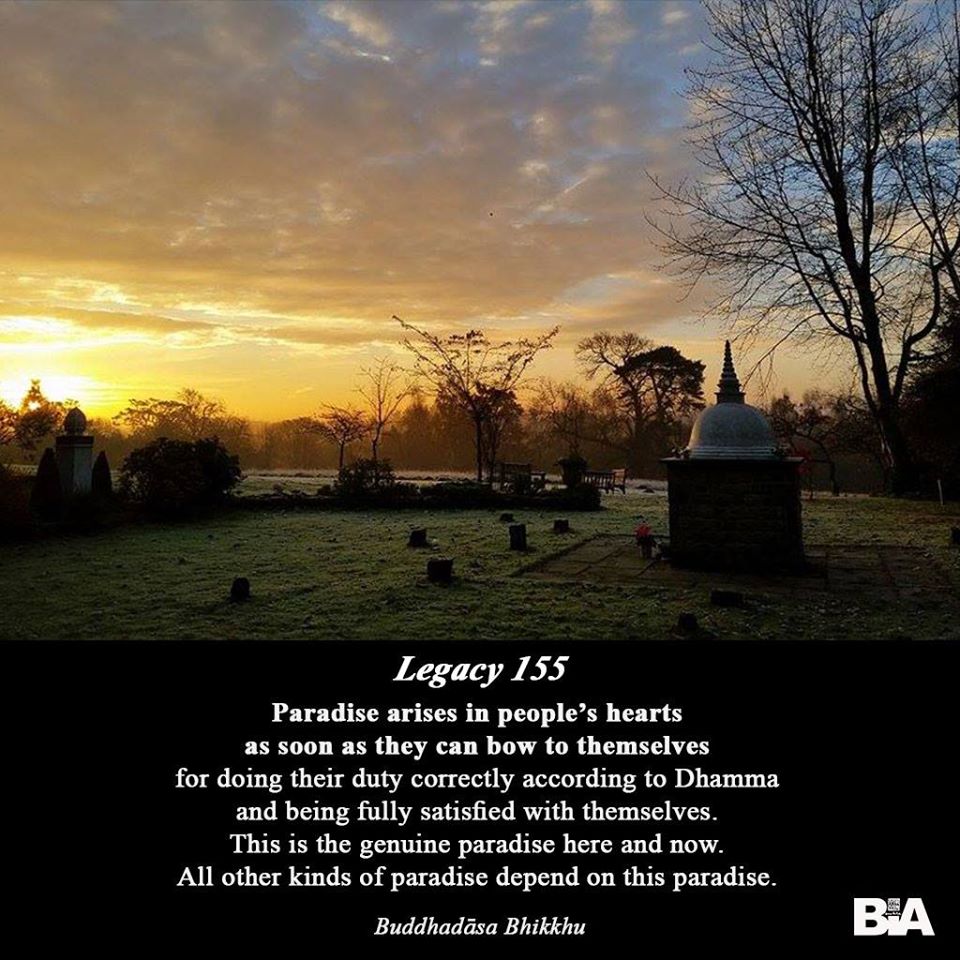 Legacy 155
Paradise arises in people’s hearts
as soon as they can bow to themselves
for doing their duty correctly according to Dhamma
and being fully satisfied with themselves.
This is the genuine paradise here and now.
All other kinds of paradise depend on this paradise.
Buddhadāsa Bhikkhu
BIA